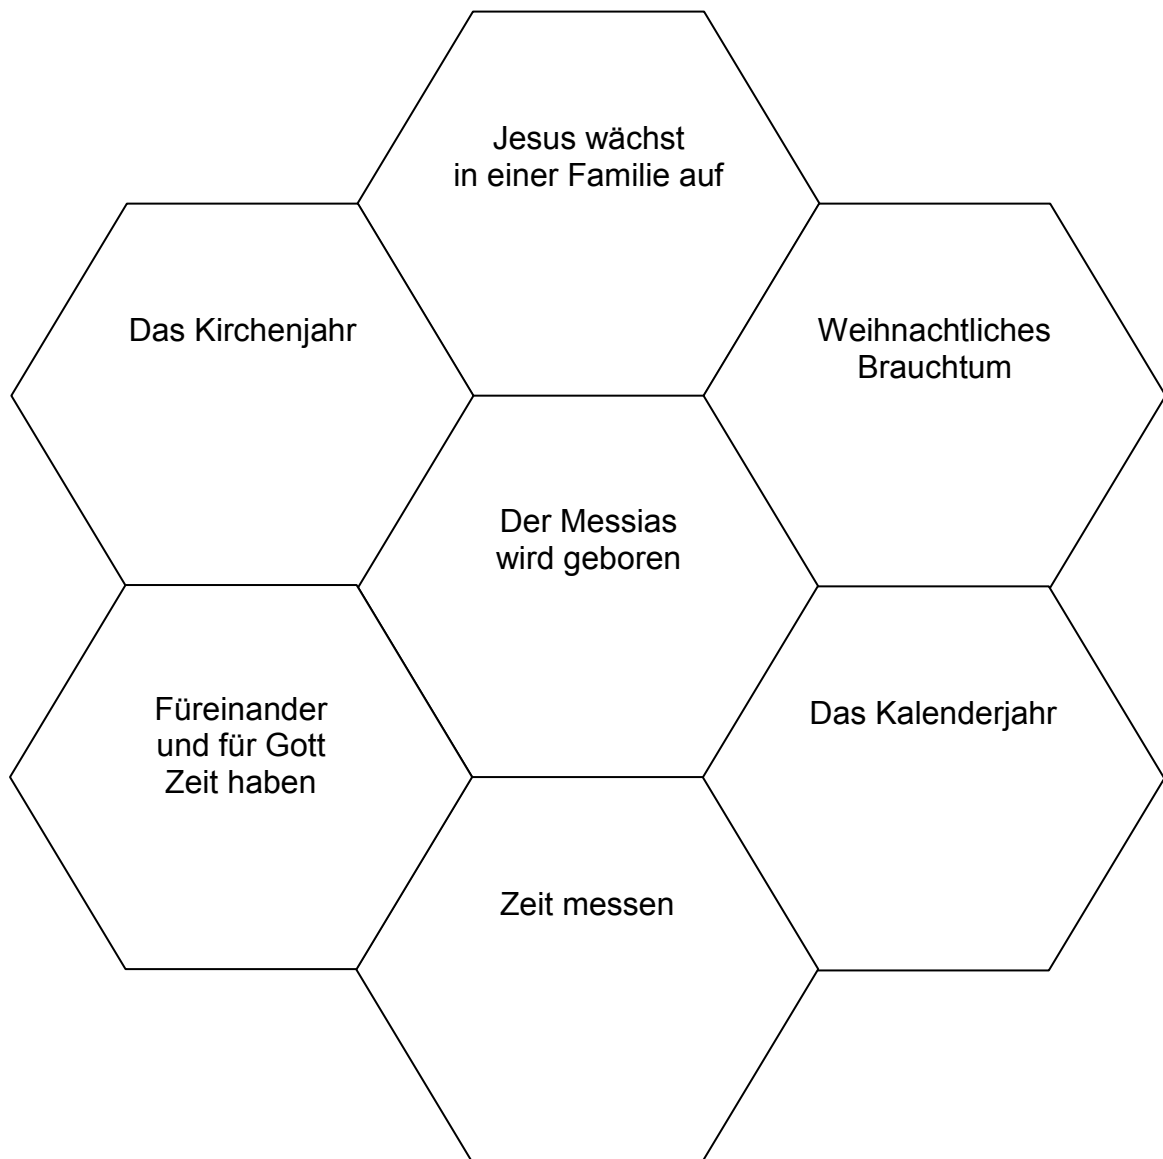 Jesus wächst
in einer Familie auf
Das Kirchenjahr
Weihnachtliches
Brauchtum
Der Messias
wird geboren
Füreinander
und für Gott
Zeit haben
Das Kalenderjahr
Zeit messen